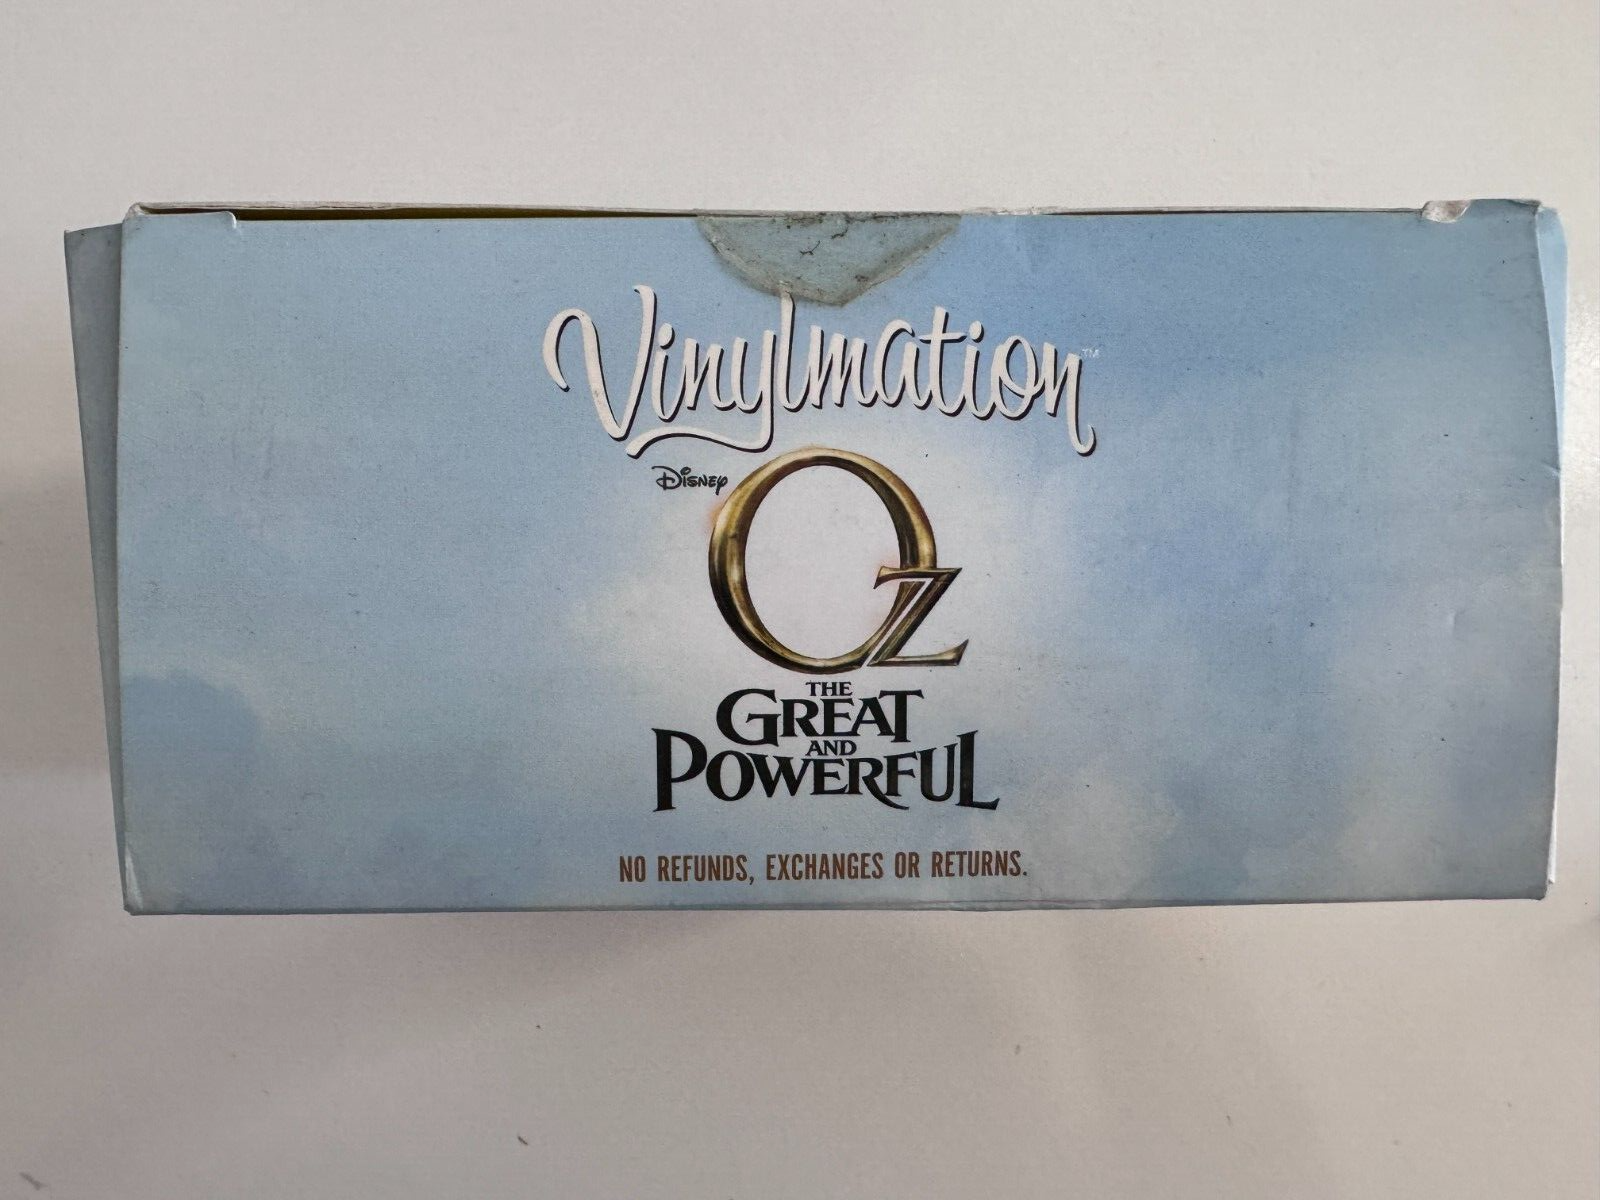 Vinylmation™
Disney
Oz
THE
GREAT
AND
POWERFUL
NO REFUNDS, EXCHANGES OR RETURNS.